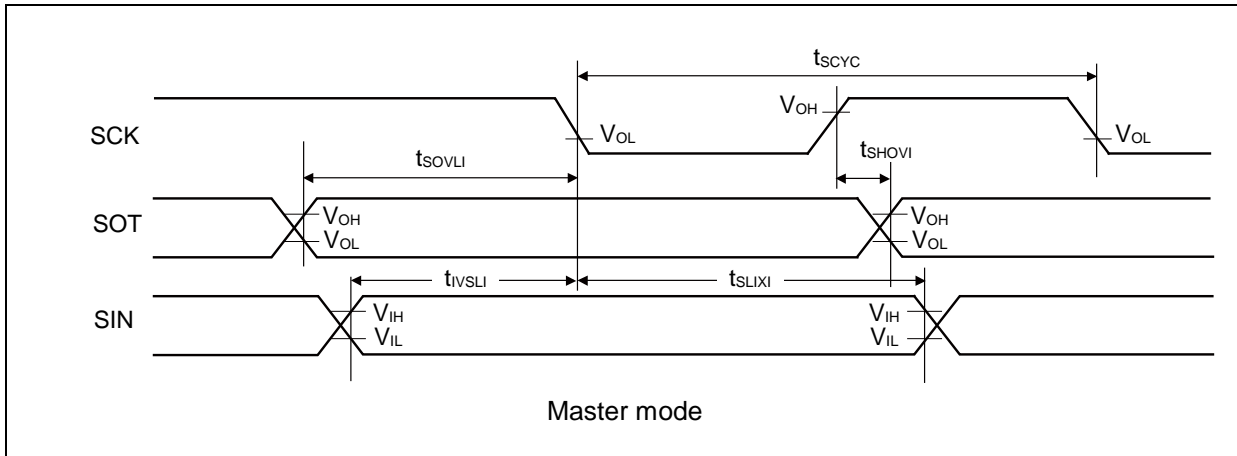 tSCYC
SCK
VOH
VOL
VOL
tSHOVI
tSOVLI
SOT
VOH
VOL
VOH
VOL
tIVSLI
tSLIXI
SIN
VIH
VIL
VIH
VIL
Master mode